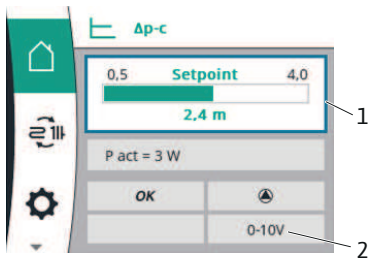 Δp-c
0,5 Setpoint 4,0
2,4 m
P act = 3 W
OK
0-10V
1
2